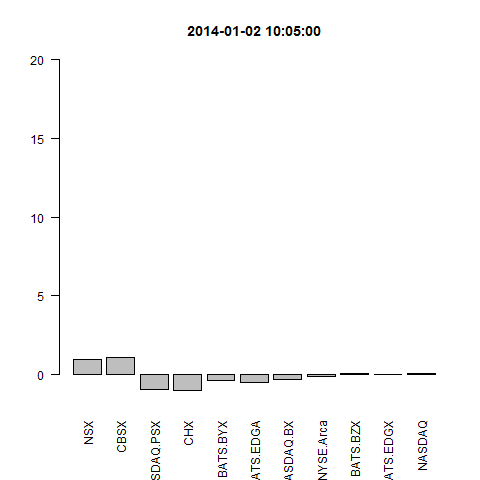 2014-01-02 10:05:00
20
15
10
5
0
NSX
CBSX
SDAQ.PSX
CHX
BATS.BYX
ATS.EDGA
ASDAQ.BX
NYSE.Arca
BATS.BZX
ATS.EDGX
NASDAQ